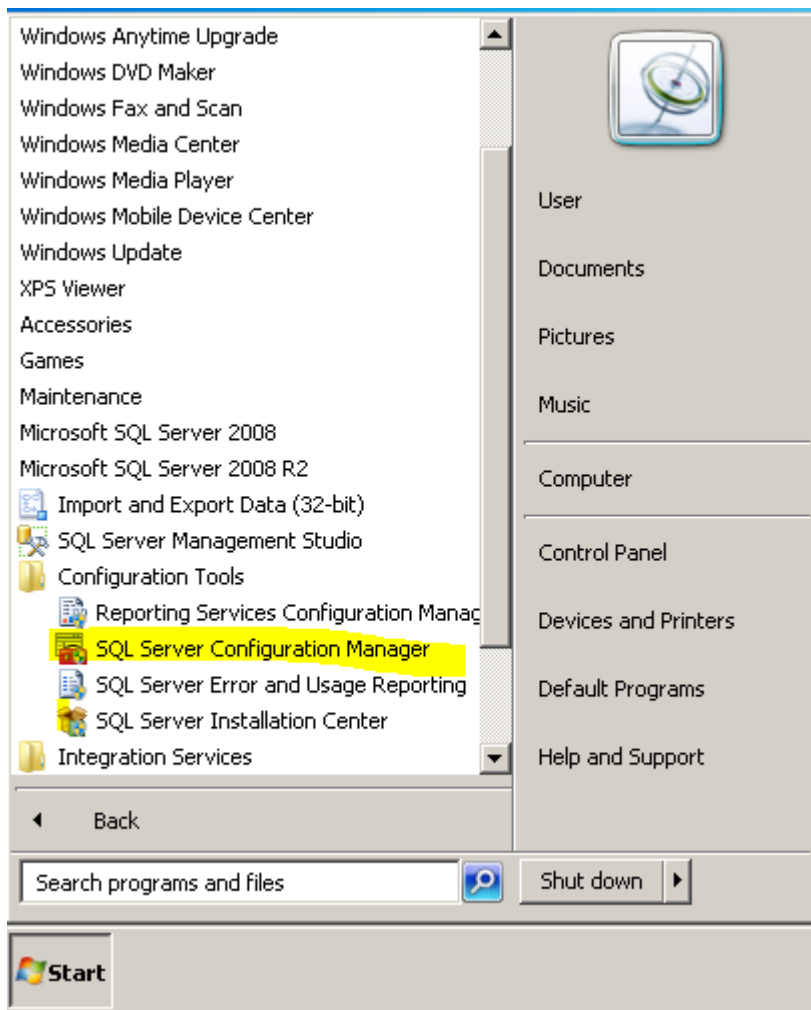 Windows Anytime Upgrade
Windows DVD Maker
Windows Fax and Scan
Windows Media Center
Windows Media Player
Windows Mobile Device Center
Windows Update
XPS Viewer
Accessories
Games
Maintenance
Microsoft SQL Server 2008
Microsoft SQL Server 2008 R2
Import and Export Data (32-bit)
SQL Server Management Studio
Configuration Tools
Reporting Services Configuration Manag
SQL Server Configuration Manager
SQL Server Error and Usage Reporting
SQL Server Installation Center
Integration Services
Back
Search programs and files
User
Documents
Pictures
Music
Computer
Control Panel
Devices and Printers
Default Programs
Help and Support
Shut down
Start